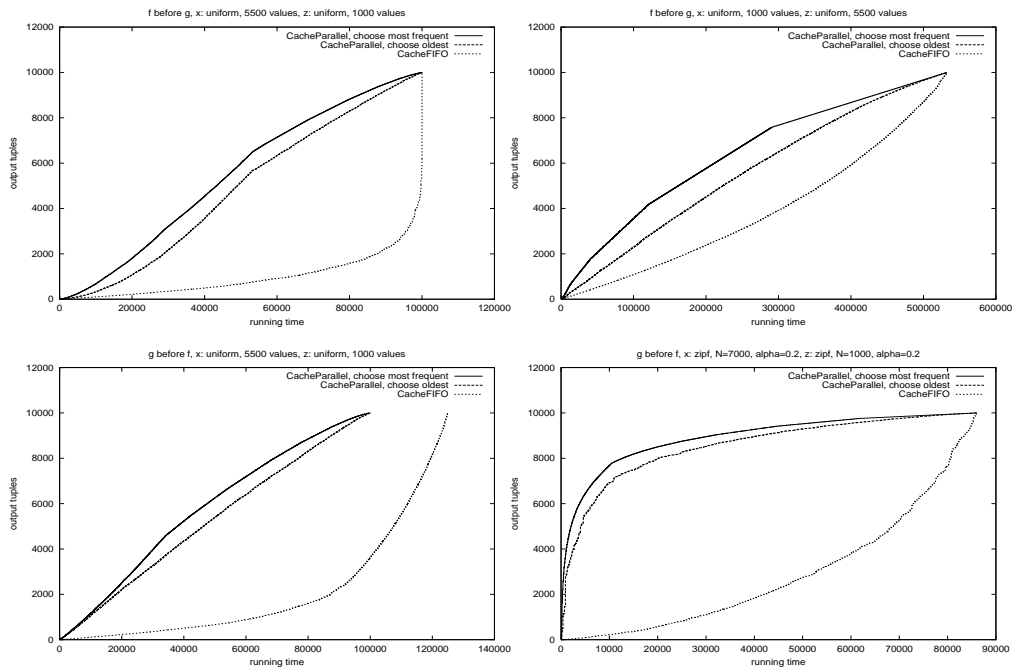 f before g, x: uniform, 5500 values, z: uniform, 1000 values
12000
10000
8000
6000
4000
2000
0
output tuples
CacheParallel, choose most frequent
CacheParallel, choose oldest
CacheFIFO
0 20000 40000 60000 80000 100000 120000
running time
f before g, x: uniform, 1000 values, z: uniform, 5500 values
12000
10000
8000
6000
4000
2000
0
output tuples
CacheParallel, choose most frequent
CacheParallel, choose oldest
CacheFIFO
0 100000 200000 300000 400000 500000 600000
running time
g before f, x: uniform, 5500 values, z: uniform, 1000 values
12000
10000
8000
6000
4000
2000
0
output tuples
CacheParallel, choose most frequent
CacheParallel, choose oldest
CacheFIFO
0 20000 40000 60000 80000 100000 120000 140000
running time
g before f, x: zipf, N=7000, alpha=0.2, z: zipf, N=1000, alpha=0.2
12000
10000
8000
6000
4000
2000
0
output tuples
CacheParallel, choose most frequent
CacheParallel, choose oldest
CacheFIFO
0 10000 20000 30000 40000 50000 60000 70000 80000 90000
running time